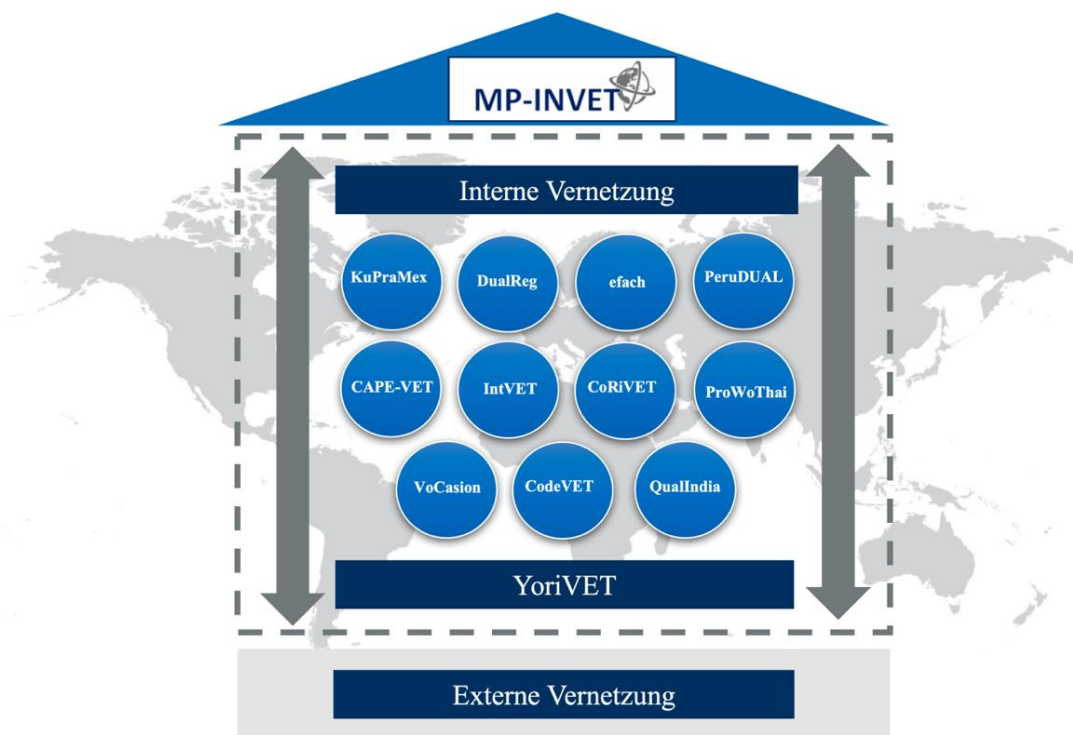 MP-INVET
Interne Vernetzung
KuPraMex
DualReg
efach
PeruDUAL
CAPE-VET
IntVET
CoRiVET
ProWoThai
VoCasion
CodeVET
QualIndia
YoriVET
Externe Vernetzung